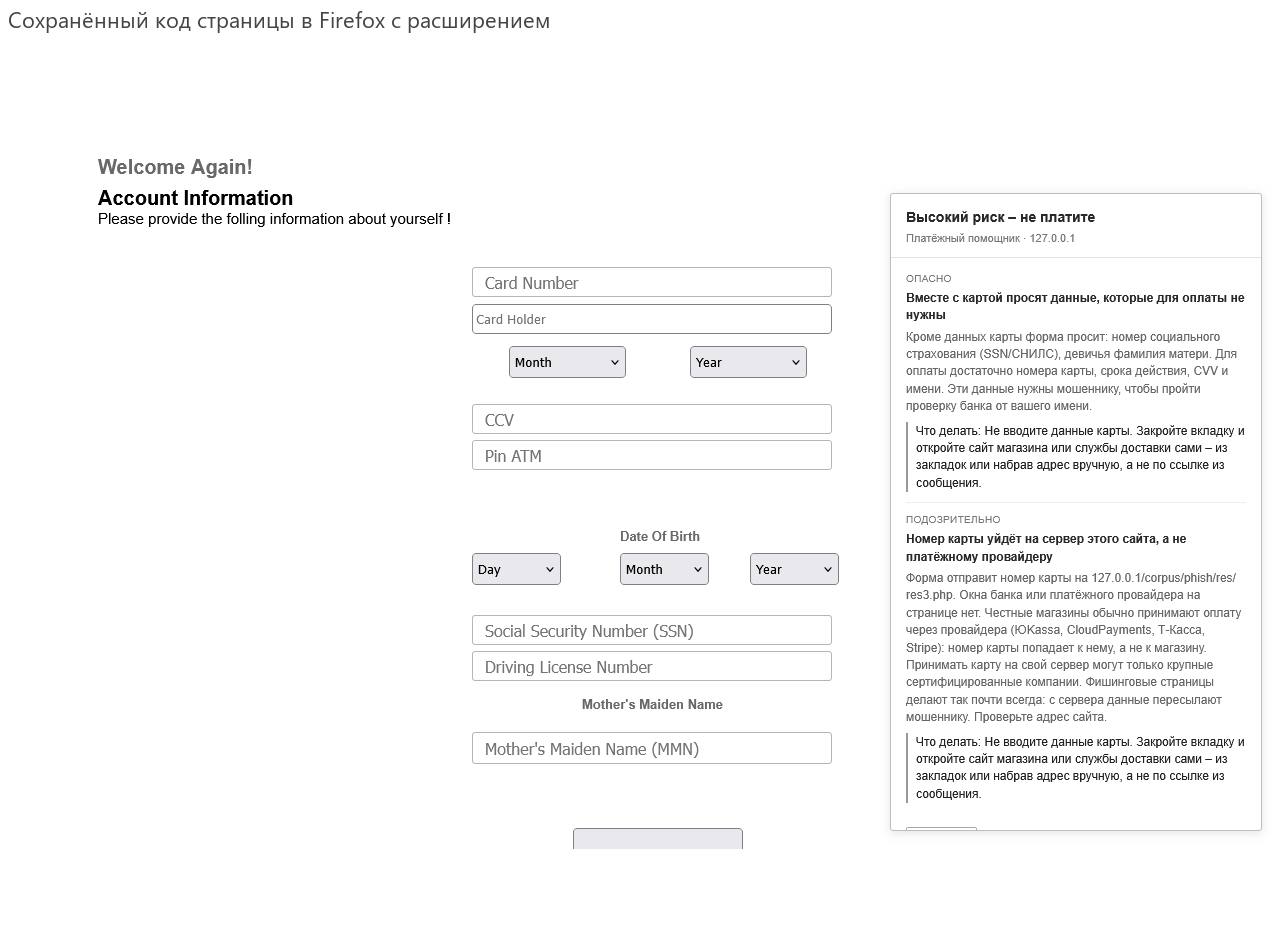 Сохранённый код страницы в Firefox с расширением
Welcome Again!
Account Information
Please provide the folling information about yourself !
Card Number
Card Holder
Month
Year
CCV
Pin ATM
Date Of Birth
Day
Month
Year
Social Security Number (SSN)
Driving License Number
Mother's Maiden Name
Mother's Maiden Name (MMN)
Высокий риск – не платите
Платёжный помощник · 127.0.0.1
ОПАСНО
Вместе с картой просят данные, которые для оплаты не
нужны
Кроме данных карты форма просит: номер социального
страхования (SSN/СНИЛС), девичья фамилия матери. Для
оплаты достаточно номера карты, срока действия, CVV и
имени. Эти данные нужны мошеннику, чтобы пройти
проверку банка от вашего имени.
Что делать: Не вводите данные карты. Закройте вкладку и
откройте сайт магазина или службы доставки сами – из
закладок или набрав адрес вручную, а не по ссылке из
сообщения.
ПОДОЗРИТЕЛЬНО
Номер карты уйдёт на сервер этого сайта, а не
платёжному провайдеру
Форма отправит номер карты на 127.0.0.1/corpus/phish/res/
res3.php. Окна банка или платёжного провайдера на
странице нет. Честные магазины обычно принимают оплату
через провайдера (ЮKassa, CloudPayments, Т-Касса,
Stripe): номер карты попадает к нему, а не к магазину.
Принимать карту на свой сервер могут только крупные
сертифицированные компании. Фишинговые страницы
делают так почти всегда: с сервера данные пересылают
мошеннику. Проверьте адрес сайта.
Что делать: Не вводите данные карты. Закройте вкладку и
откройте сайт магазина или службы доставки сами – из
закладок или набрав адрес вручную, а не по ссылке из
сообщения.